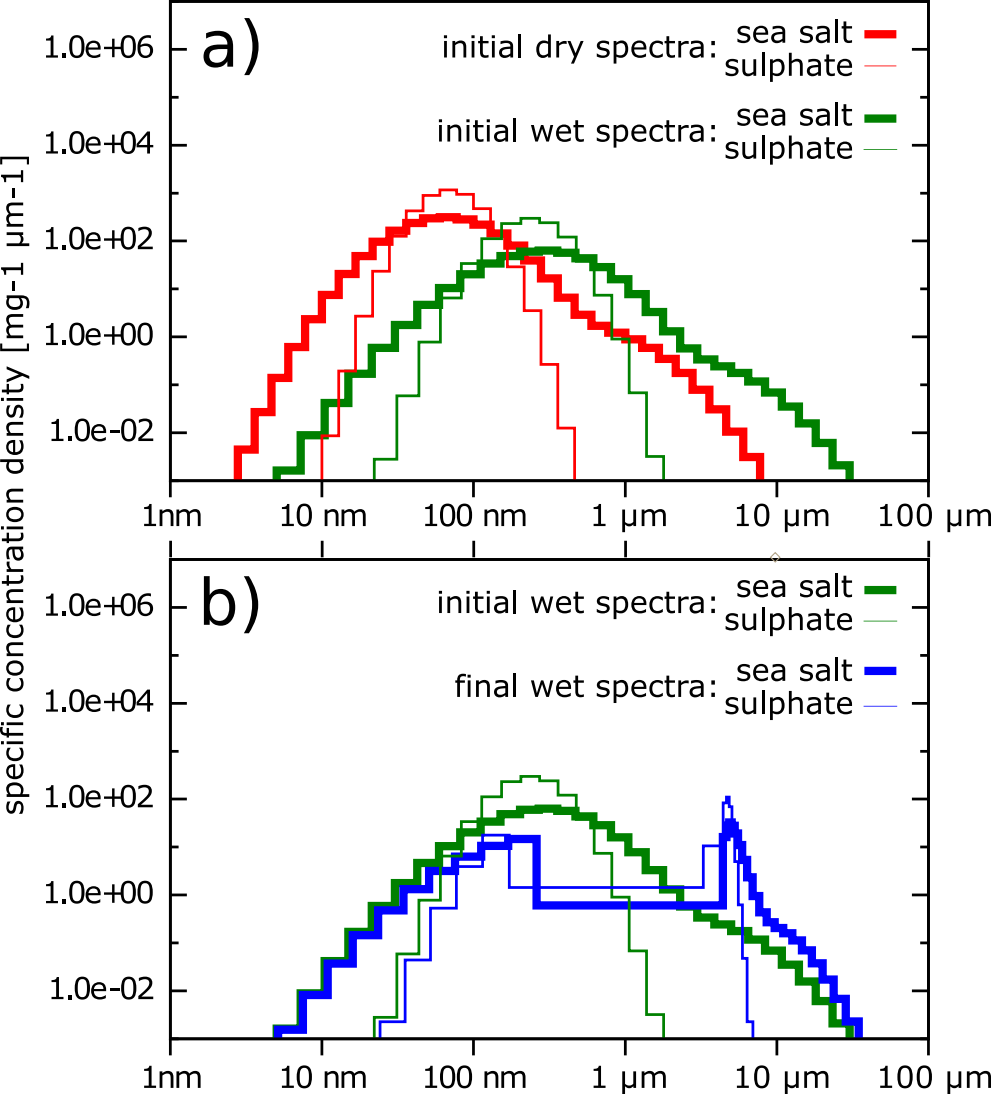 specific concentration density [mg-1 µm-1]
a)
initial dry spectra: sea salt
sulphate
initial wet spectra: sea salt
sulphate
1.0e+06
1.0e+04
1.0e+02
1.0e+00
1.0e-02
1nm 10 nm 100 nm 1 µm 10 µm 100 µm
b)
initial wet spectra: sea salt
sulphate
final wet spectra: sea salt
sulphate
1.0e+06
1.0e+04
1.0e+02
1.0e+00
1.0e-02
1nm 10 nm 100 nm 1 µm 10 µm 100 µm